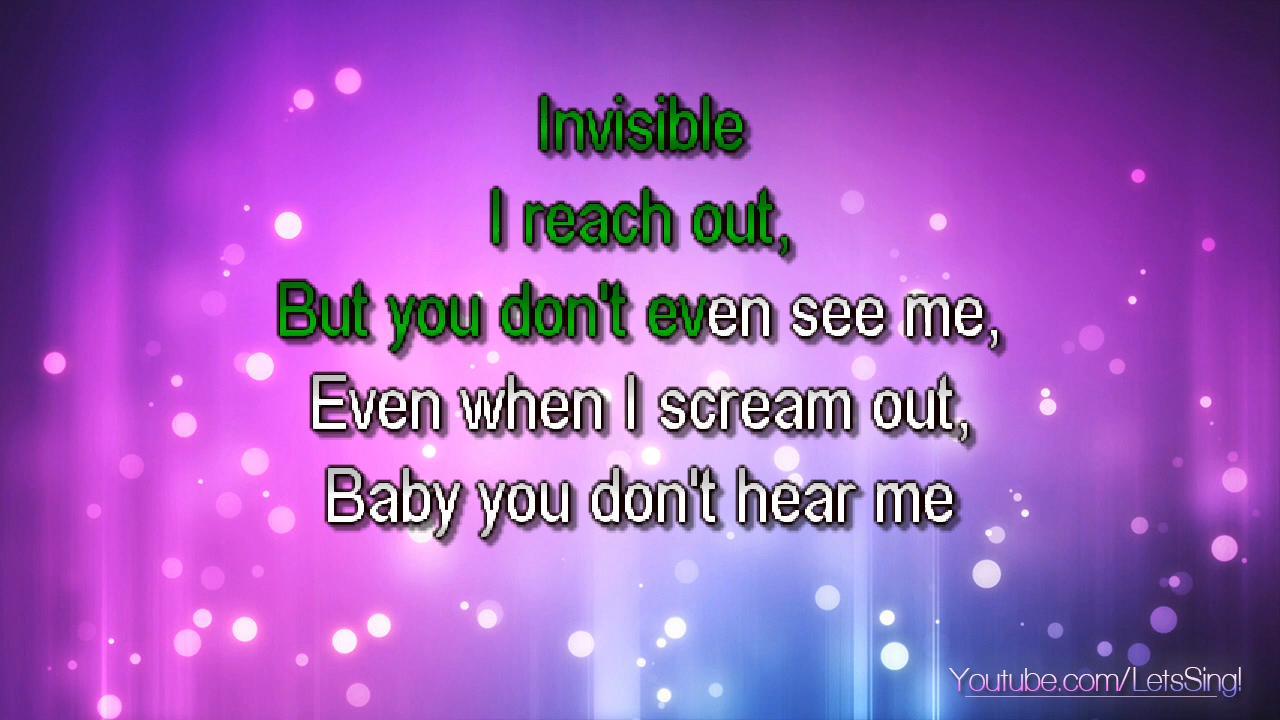 Invisible
I reach out,
But you don't even see me,
Even when I scream out,
Baby you don't hear me
Youtube.com/LetsSing!